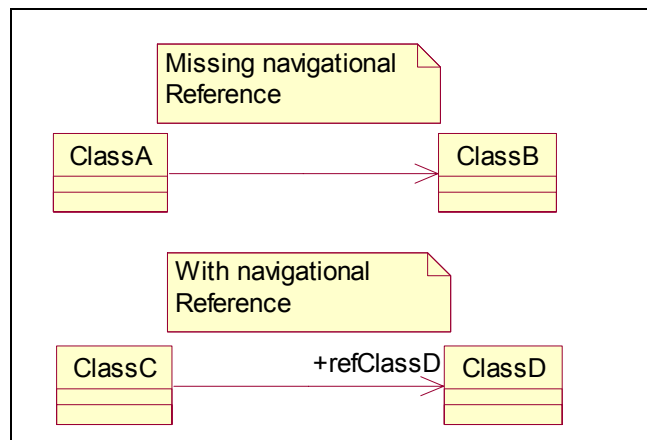 Missing navigational
Reference
ClassA
ClassB
With navigational
Reference
ClassC
+refClassD
ClassD